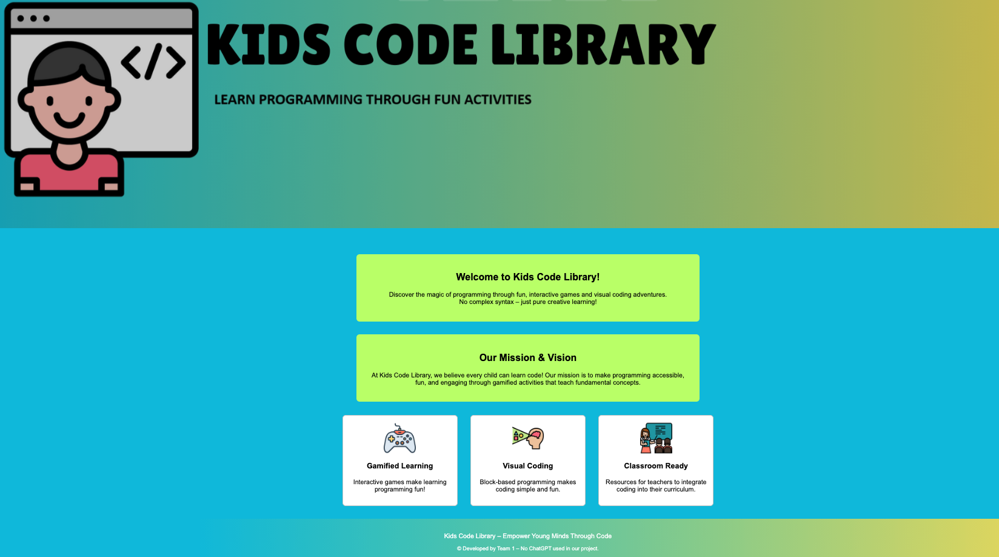 </>
KIDS CODE LIBRARY
LEARN PROGRAMMING THROUGH FUN ACTIVITIES
Welcome to Kids Code Library!
Discover the magic of programming through fun, interactive games and visual coding adventures.
No complex syntax – just pure creative learning!
Our Mission & Vision
At Kids Code Library, we believe every child can learn code! Our mission is to make programming accessible,
fun, and engaging through gamified activities that teach fundamental concepts.
Gamified Learning
Interactive games make learning
programming fun!
Visual Coding
Block-based programming makes
coding simple and fun.
Classroom Ready
Resources for teachers to integrate
coding into their curriculum.
Kids Code Library – Empower Young Minds Through Code
© Developed by Team 1 – No ChatGPT used in our project.